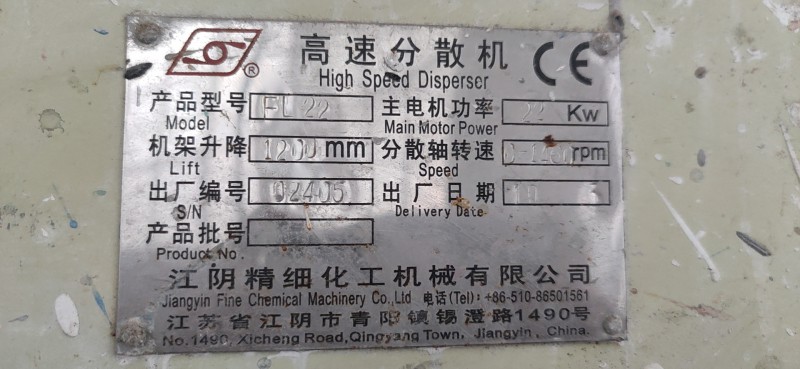 高速分散机
High Speed Disperser
CE
产品型号 FL 22 主电机功率 22 Kw
Model Main Motor Power
机架升降 1200 mm 分散轴转速 rpm
Lift Speed
出厂编号 02405 出厂日期
S/N Delivery Date
产品批号
Product No.
江阴精细化工机械有限公司
Jiangyin Fine Chemical Machinery Co.,Ltd 电话(Tel): +86-510-86501561
江苏省江阴市青阳镇锡澄路1490号
No.1490, Xicheng Road,Qingyang Town, Jiangyin, China.